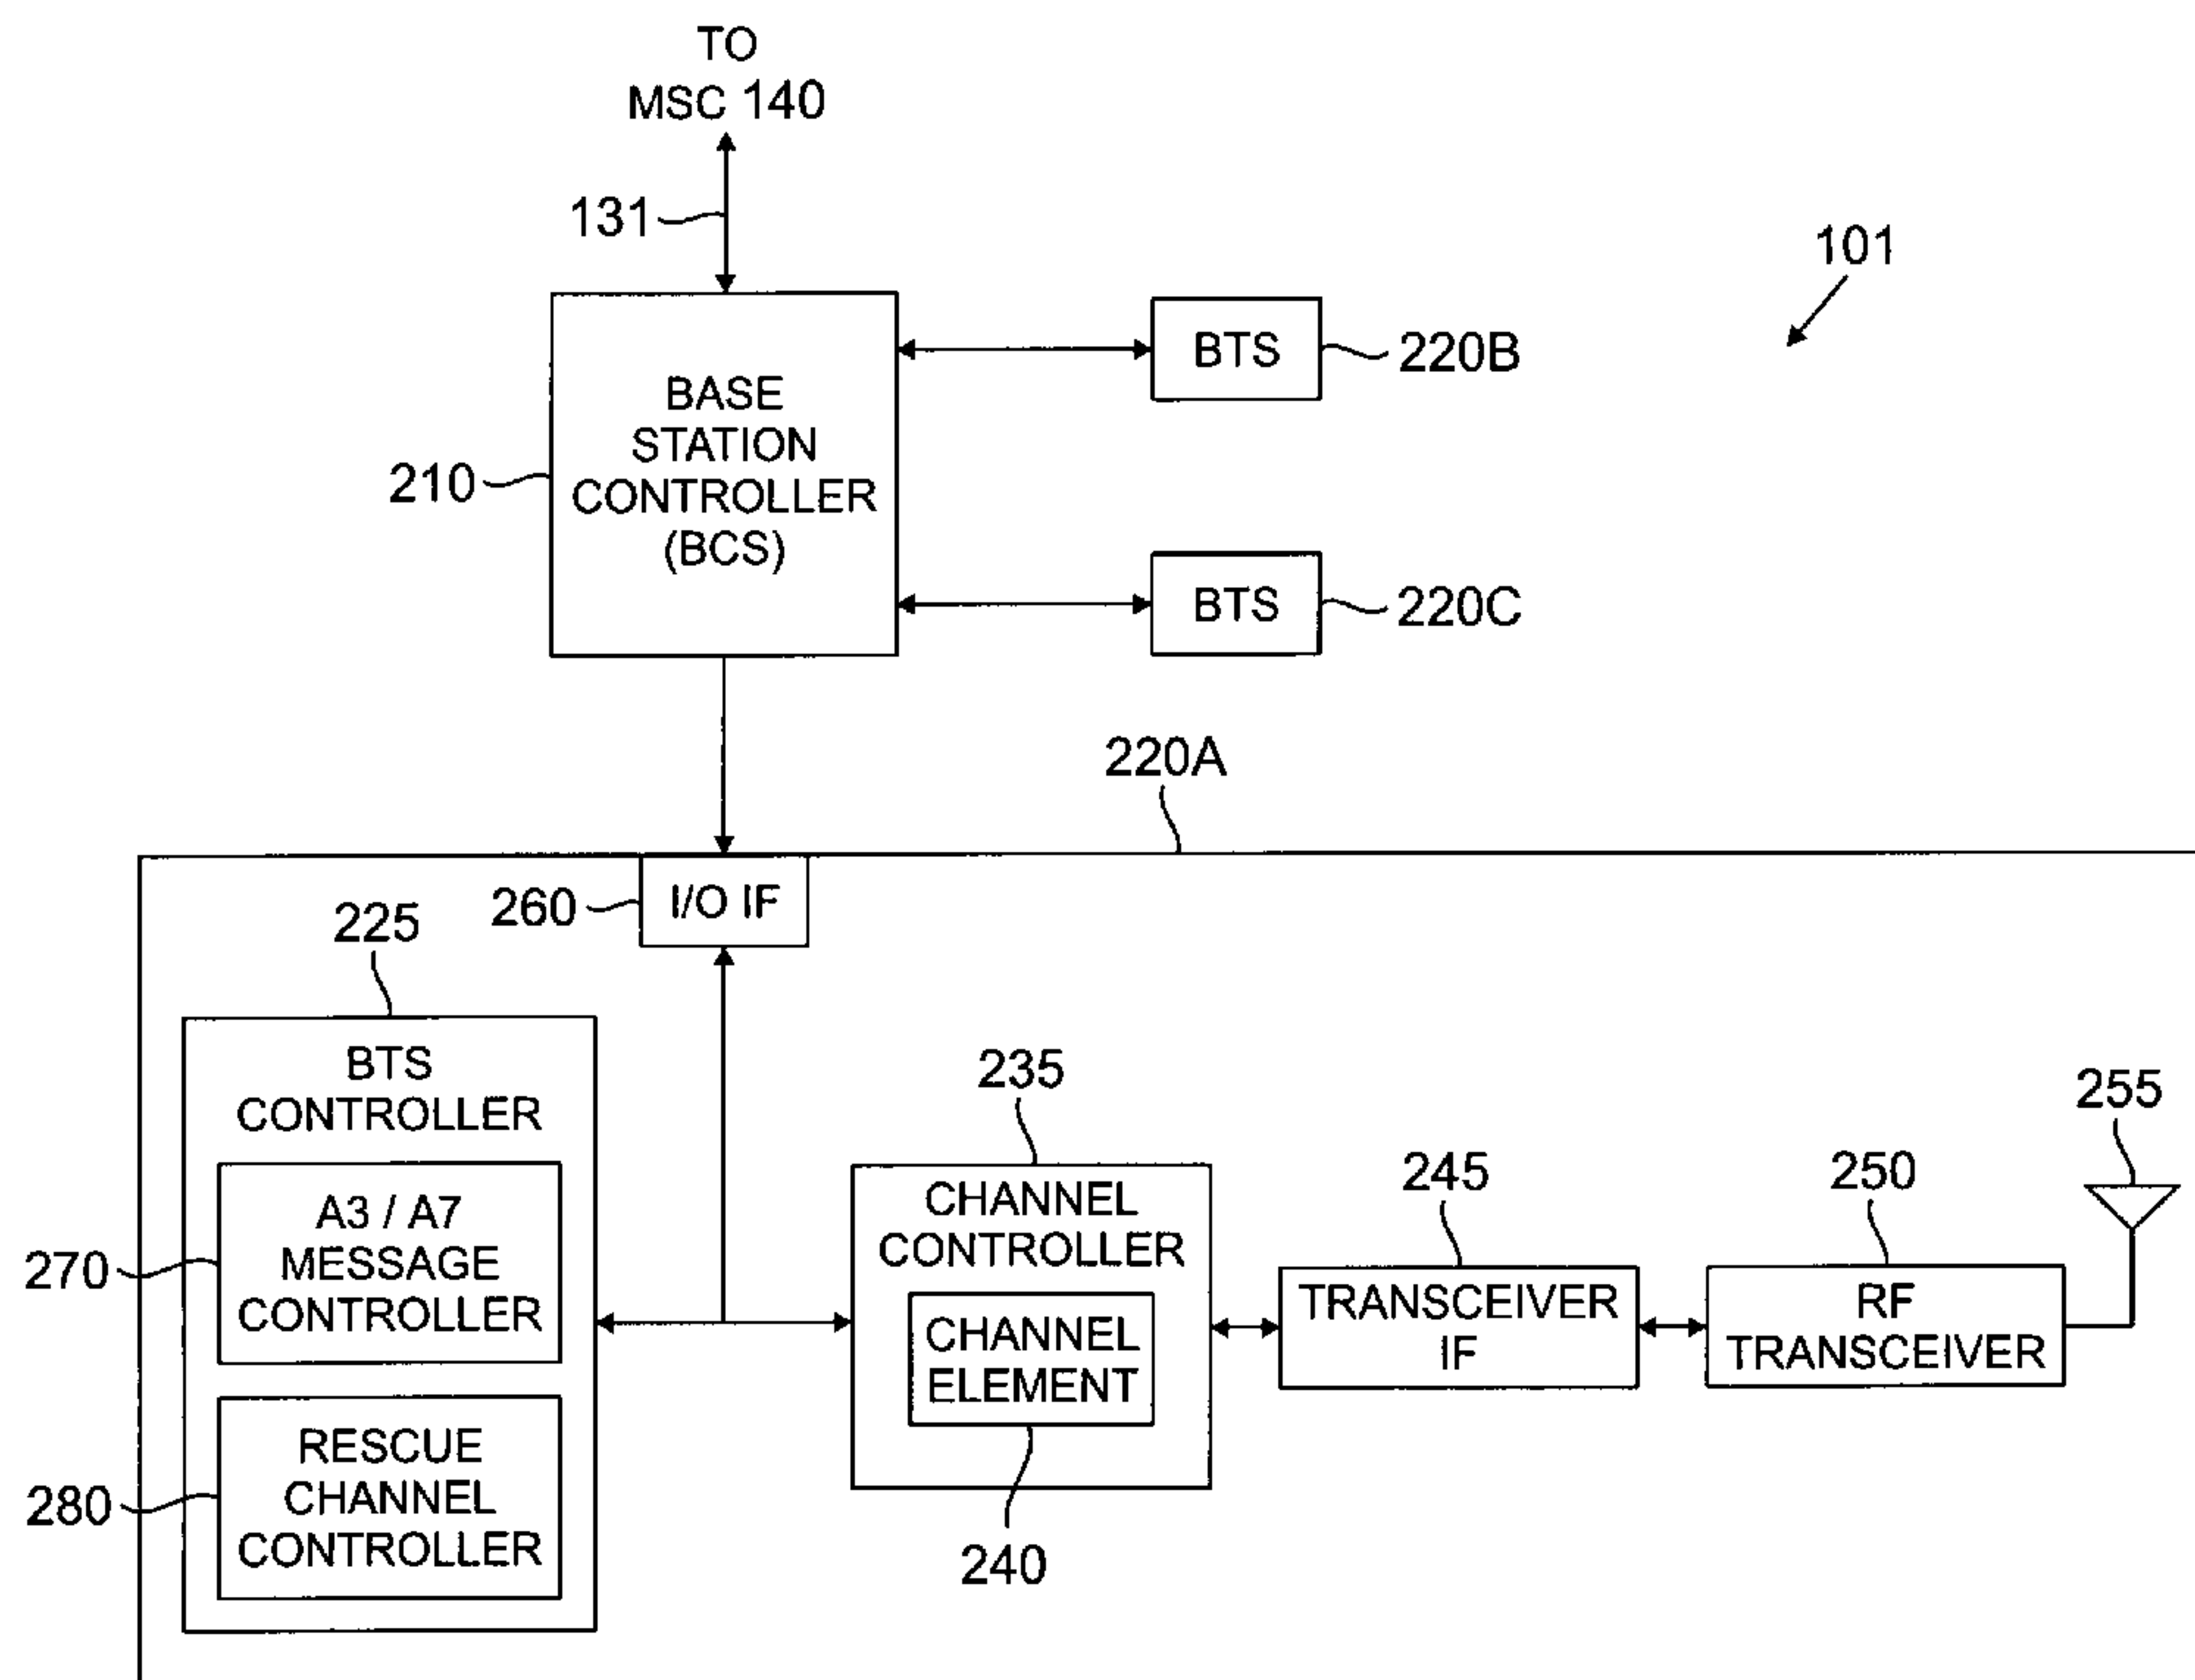 TO
MSC 140
131
101
BASE
STATION
CONTROLLER
(BCS)
210
BTS
220B
BTS
220C
220A
I/O IF
260
225
BTS
CONTROLLER
A3 / A7
MESSAGE
CONTROLLER
270
RESCUE
CHANNEL
CONTROLLER
280
235
CHANNEL
CONTROLLER
CHANNEL
ELEMENT
240
245
TRANSCEIVER
IF
250
RF
TRANSCEIVER
255